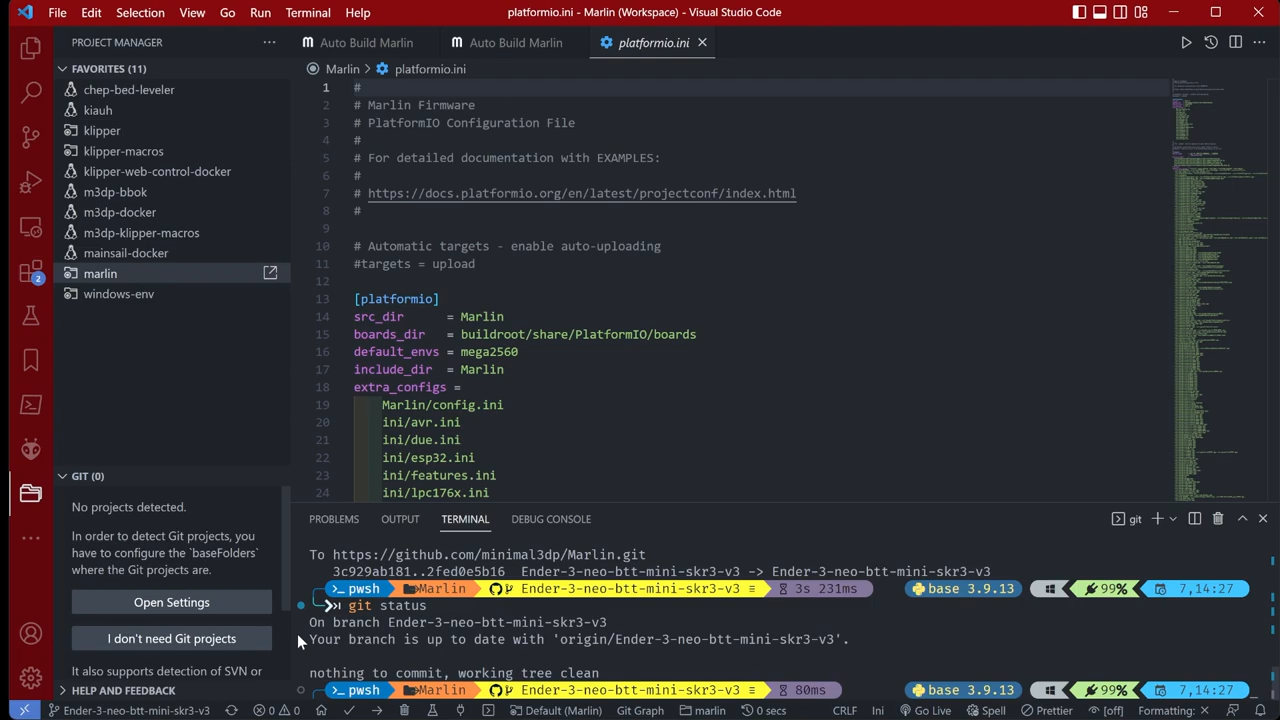 File Edit Selection View Go Run Terminal Help
platformio.ini - Marlin (Workspace) - Visual Studio Code
PROJECT MANAGER
FAVORITES (11)
chep-bed-leveler
kiauh
klipper
klipper-macros
klipper-web-control-docker
m3dp-bbok
m3dp-docker
m3dp-klipper-macros
mainsail-docker
marlin
windows-env
2
GIT (0)
No projects detected.
In order to detect Git projects, you
have to configure the `baseFolders`
where the Git projects are.
Open Settings
I don't need Git projects
It also supports detection of SVN or
HELP AND FEEDBACK
Auto Build Marlin
Auto Build Marlin
platformio.ini
Marlin > platformio.ini
1 #
2 # Marlin Firmware
3 # PlatformIO Configuration File
4 #
5 # For detailed documentation with EXAMPLES:
6 #
7 # https://docs.platformio.org/en/latest/projectconf/index.html
8 #
9
10 # Automatic targets - enable auto-uploading
11 #targets = upload
12
13 [platformio]
14 src_dir = Marlin
15 boards_dir = buildroot/share/PlatformIO/boards
16 default_envs = mega2560
17 include_dir = Marlin
18 extra_configs =
19 Marlin/config.ini
20 ini/avr.ini
21 ini/due.ini
22 ini/esp32.ini
23 ini/features.ini
24 ini/lpc176x.ini
PROBLEMS OUTPUT TERMINAL DEBUG CONSOLE
git
To https://github.com/minimal3dp/Marlin.git
3c929ab181..2fed0e5b16 Ender-3-neo-btt-mini-skr3-v3 -> Ender-3-neo-btt-mini-skr3-v3
pwsh Marlin Ender-3-neo-btt-mini-skr3-v3 ≡ 3s 231ms base 3.9.13 99% 7,14:27
git status
On branch Ender-3-neo-btt-mini-skr3-v3
Your branch is up to date with 'origin/Ender-3-neo-btt-mini-skr3-v3'.
nothing to commit, working tree clean
pwsh Marlin Ender-3-neo-btt-mini-skr3-v3 ≡ 80ms base 3.9.13 99% 7,14:27
Ender-3-neo-btt-mini-skr3-v3 0 0 Default (Marlin) Git Graph marlin 0 secs CRLF Ini Go Live Spell Prettier [off] Formatting: ×